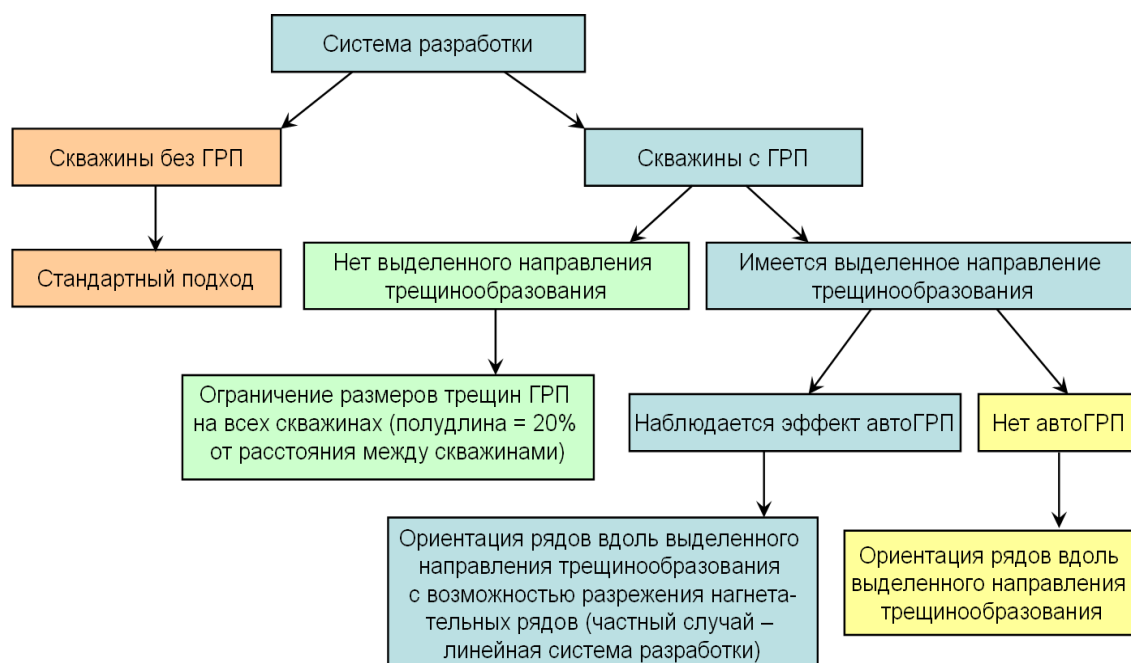 Система разработки
Скважины без ГРП
Скважины с ГРП
Стандартный подход
Нет выделенного направления
трещинообразования
Имеется выделенное направление
трещинообразования
Ограничение размеров трещин ГРП
на всех скважинах (полудлина = 20%
от расстояния между скважинами)
Наблюдается эффект автоГРП
Нет автоГРП
Ориентация рядов вдоль выделенного
направления трещинообразования
с возможностью разрежения нагнета-
тельных рядов (частный случай –
линейная система разработки)
Ориентация рядов вдоль
выделенного направления
трещинообразования